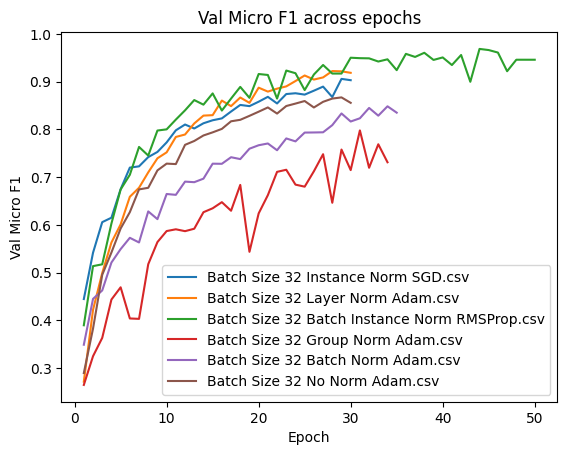 Val Micro F1 across epochs
1.0
0.9
0.8
0.7
0.6
0.5
0.4
0.3
Val Micro F1
Batch Size 32 Instance Norm SGD.csv
Batch Size 32 Layer Norm Adam.csv
Batch Size 32 Batch Instance Norm RMSProp.csv
Batch Size 32 Group Norm Adam.csv
Batch Size 32 Batch Norm Adam.csv
Batch Size 32 No Norm Adam.csv
0 10 20 30 40 50
Epoch